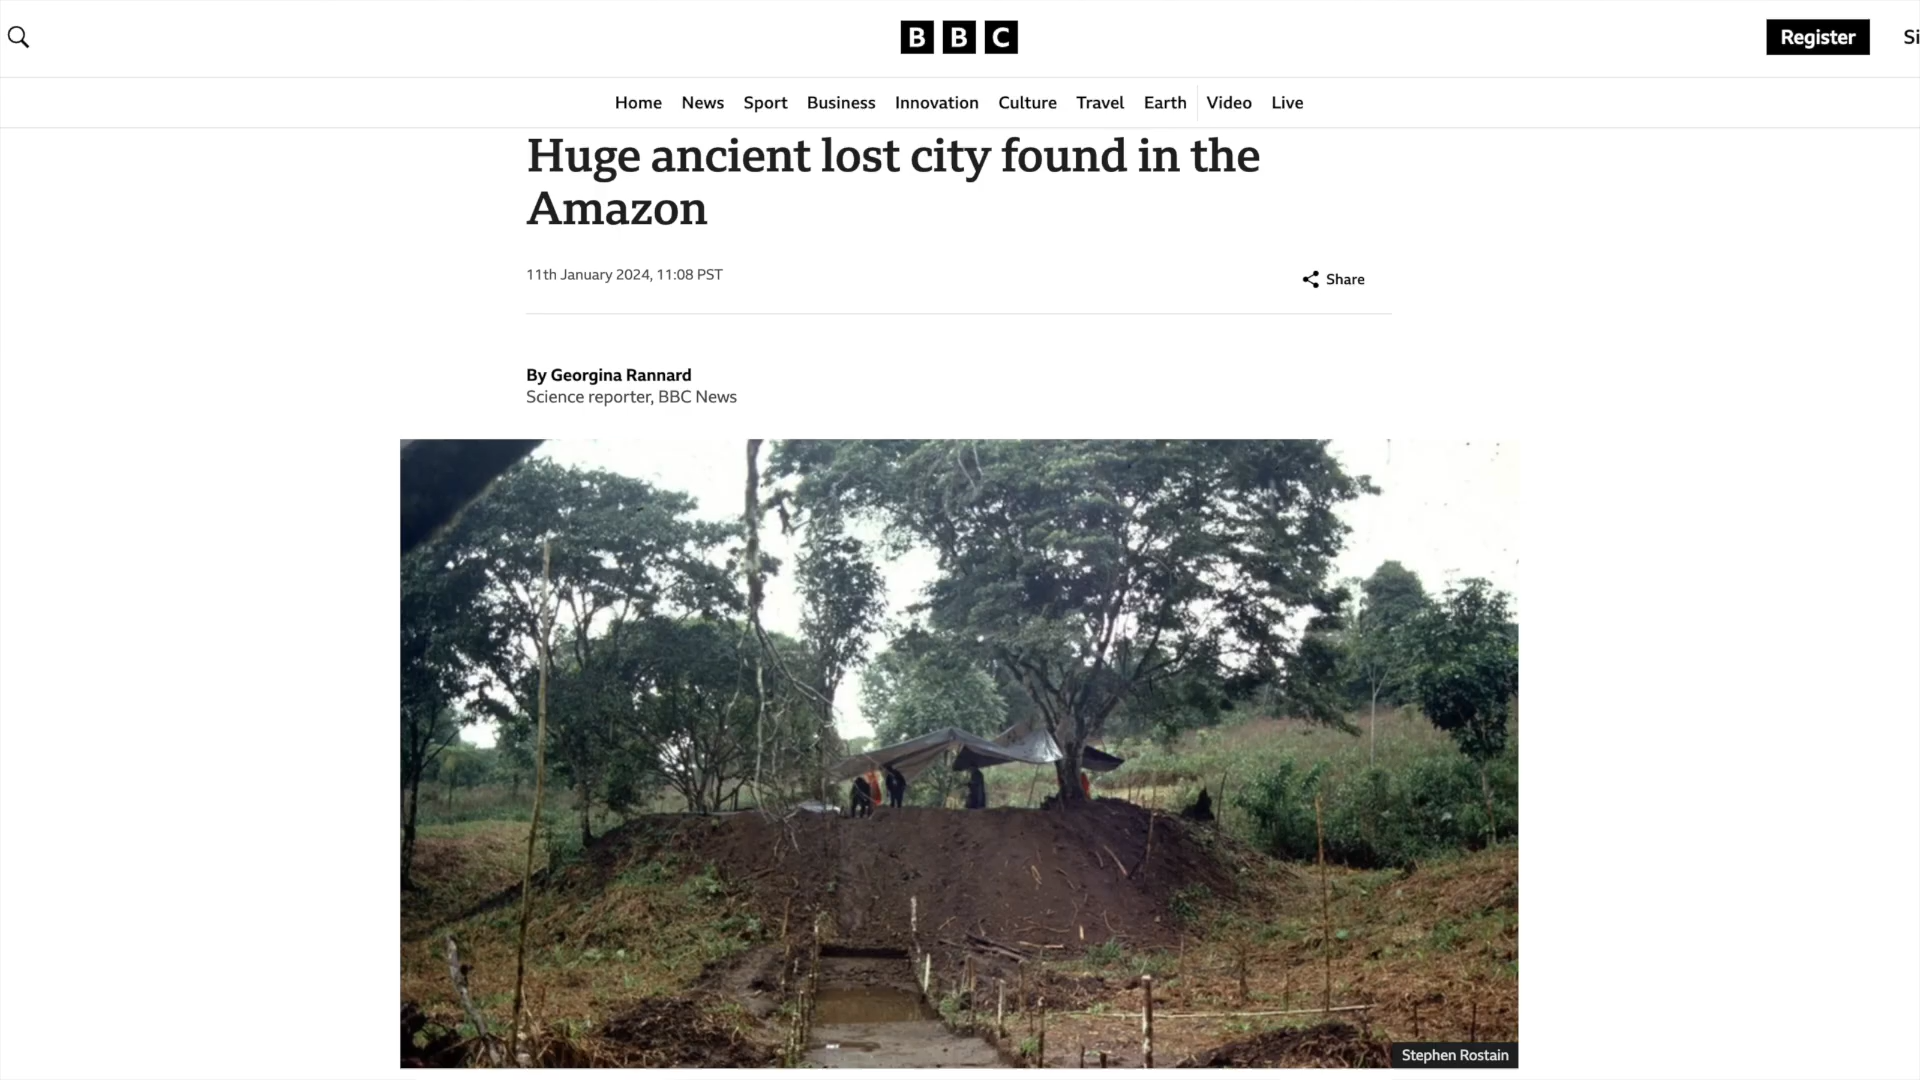 BBC
Register
Si
Home News Sport Business Innovation Culture Travel Earth Video Live
Huge ancient lost city found in the
Amazon
11th January 2024, 11:08 PST
Share
By Georgina Rannard
Science reporter, BBC News
Stephen Rostain